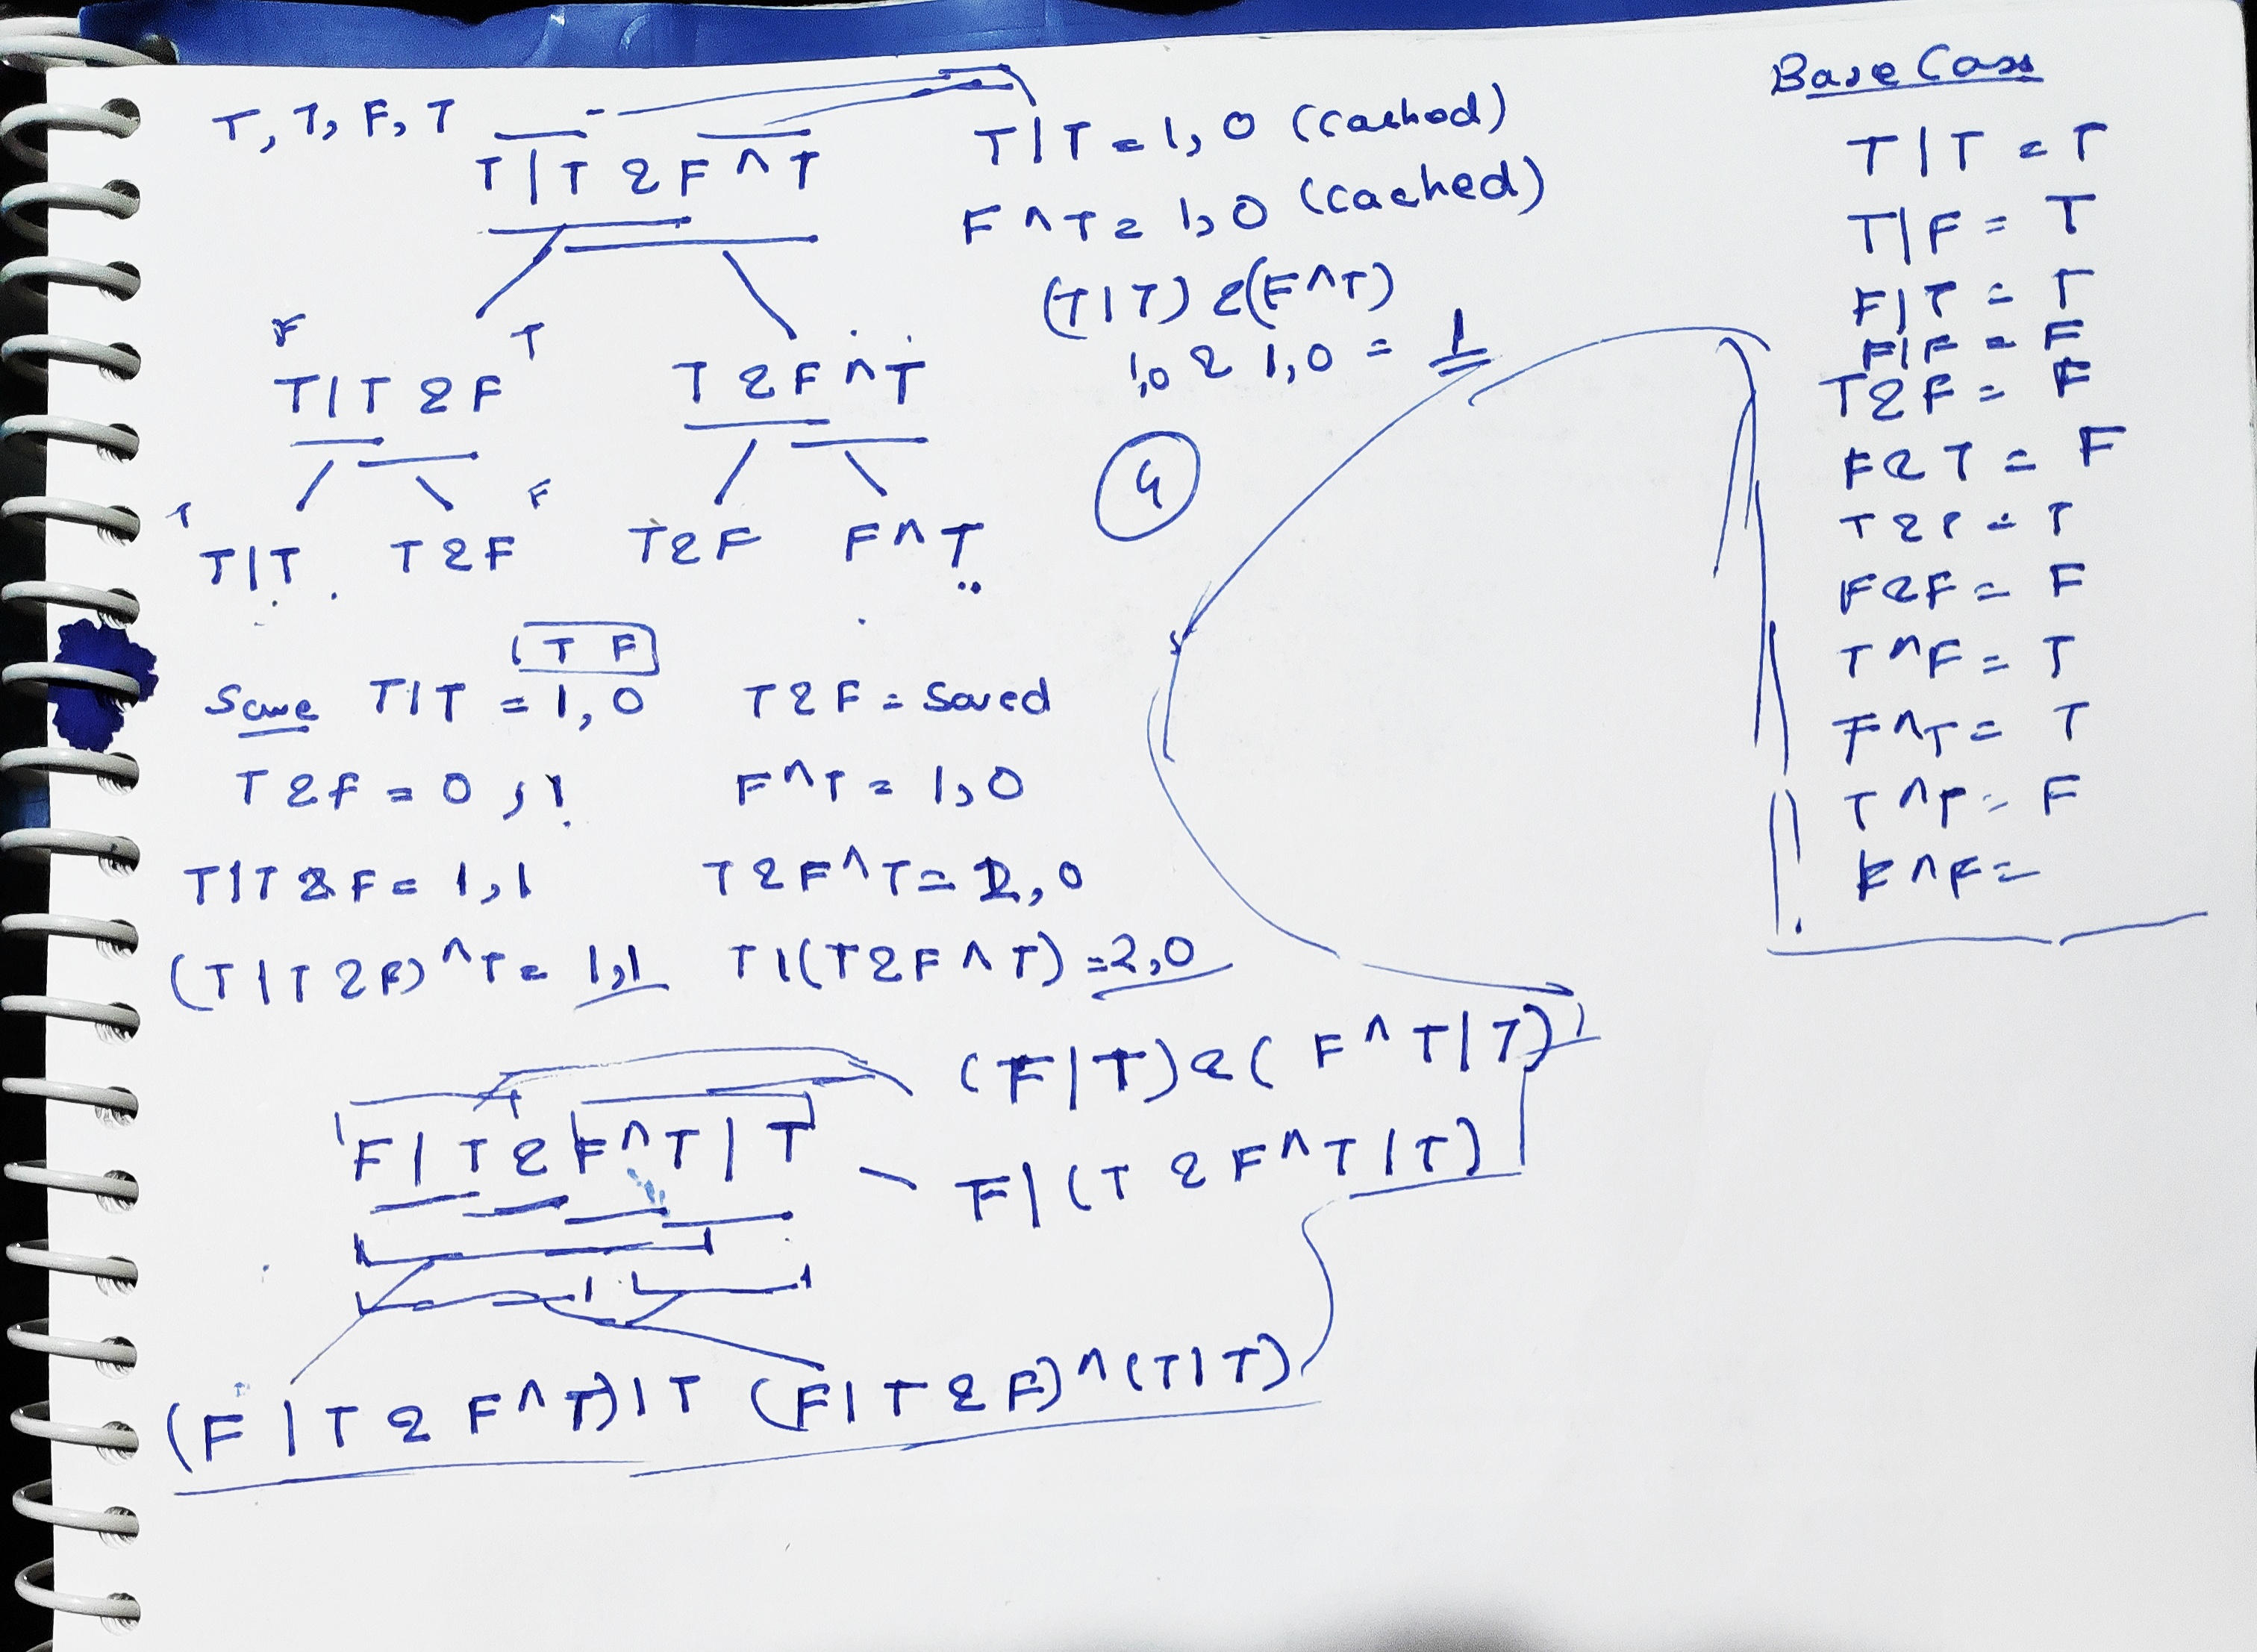 T, T, F, T
T|T & F ^ T
T|T = 1, 0 (cached)
F ^ T = 1, 0 (cached)
(T|T) & (F^T)
1,0 & 1,0 = 1
4
F T
T|T & F
T & F ^ T
T F
T|T T&F T&F F^T
T F
Save T|T = 1, 0 T&F = Saved
T&F = 0, 1 F^T = 1, 0
T|T & F = 1, 1 T & F ^ T = 2, 0
(T|T & F) ^ T = 1,1 T|(T & F ^ T) = 2,0
F|T & F ^ T|T
(F|T) & (F ^ T|T)
F|(T & F ^ T|T)
(F|T & F ^ T)|T (F|T & F) ^ (T|T)
Base Case
T|T = T
T|F = T
F|T = T
F|F = F
T&F = F
F&T = F
T&T = T
F&F = F
T^F = T
F^T = T
T^T = F
F^F =